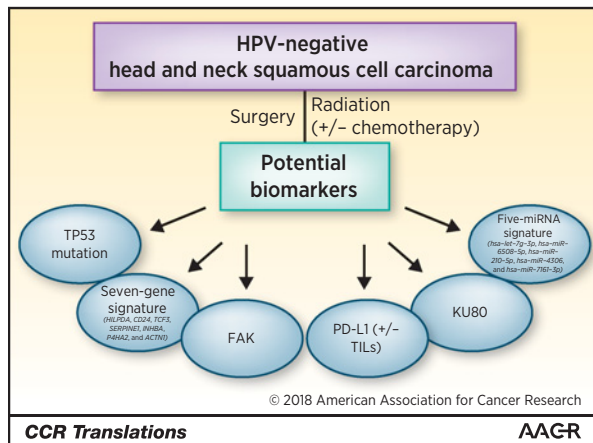 HPV-negative
head and neck squamous cell carcinoma
Surgery
Radiation
(+/– chemotherapy)
Potential
biomarkers
TP53
mutation
Seven-gene
signature
(HILPDA, CD24, TCF3,
SERPINE1, INHBA,
P4HA2, and ACTN1)
FAK
PD-L1 (+/–
TILs)
KU80
Five-miRNA
signature
(hsa-let-7g-3p, hsa-miR-
6508-5p, hsa-miR-
210-5p, hsa-miR-4306,
and hsa-miR-7161-3p)
© 2018 American Association for Cancer Research
CCR Translations
AACR